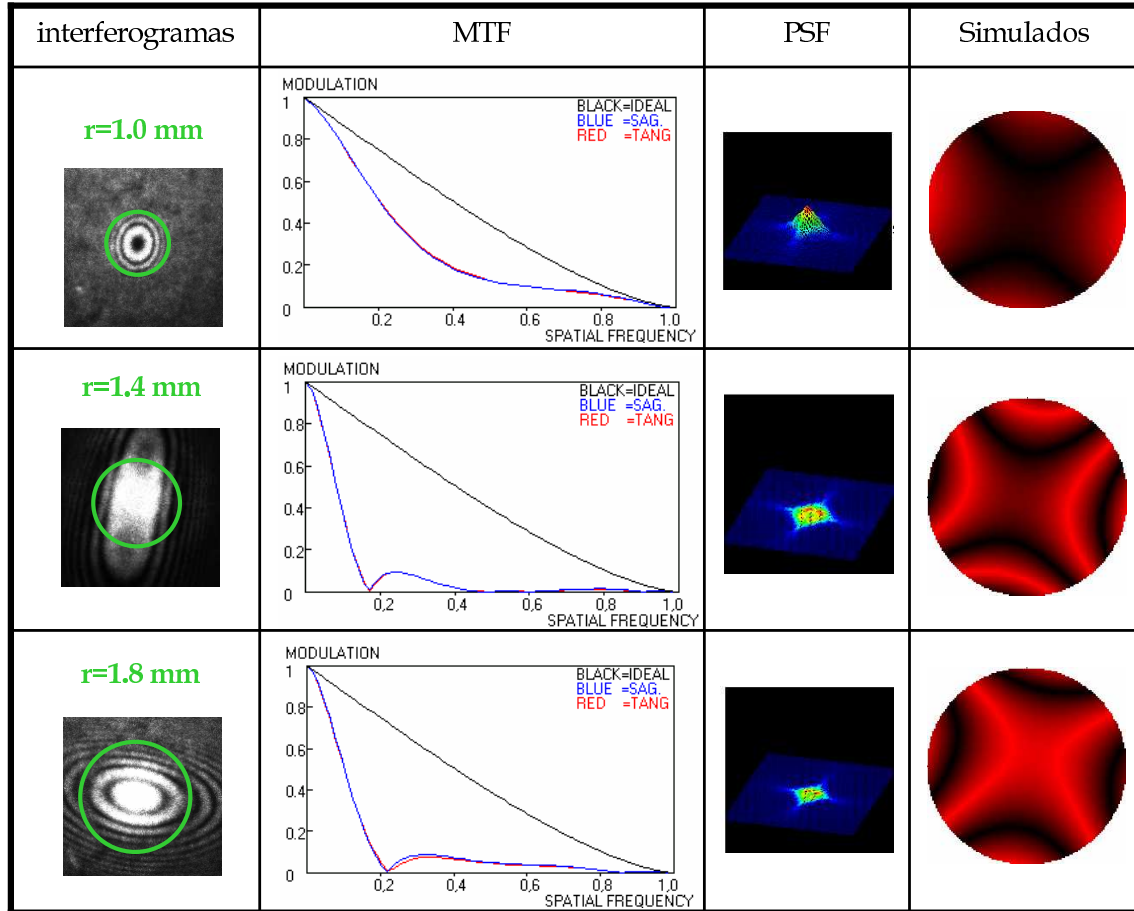 interferogramas MTF PSF Simulados
r=1.0 mm
MODULATION
1
0.8
0.6
0.4
0.2
0
BLACK=IDEAL
BLUE =SAG.
RED =TANG
0.2 0.4 0.6 0.8 1.0
SPATIAL FREQUENCY
r=1.4 mm
MODULATION
1
0.8
0.6
0.4
0.2
0
BLACK=IDEAL
BLUE =SAG.
RED =TANG
0,2 0,4 0,6 0,8 1,0
SPATIAL FREQUENCY
r=1.8 mm
MODULATION
1
0.8
0.6
0.4
0.2
0
BLACK=IDEAL
BLUE =SAG.
RED =TANG
0,2 0,4 0,6 0,8 1,0
SPATIAL FREQUENCY